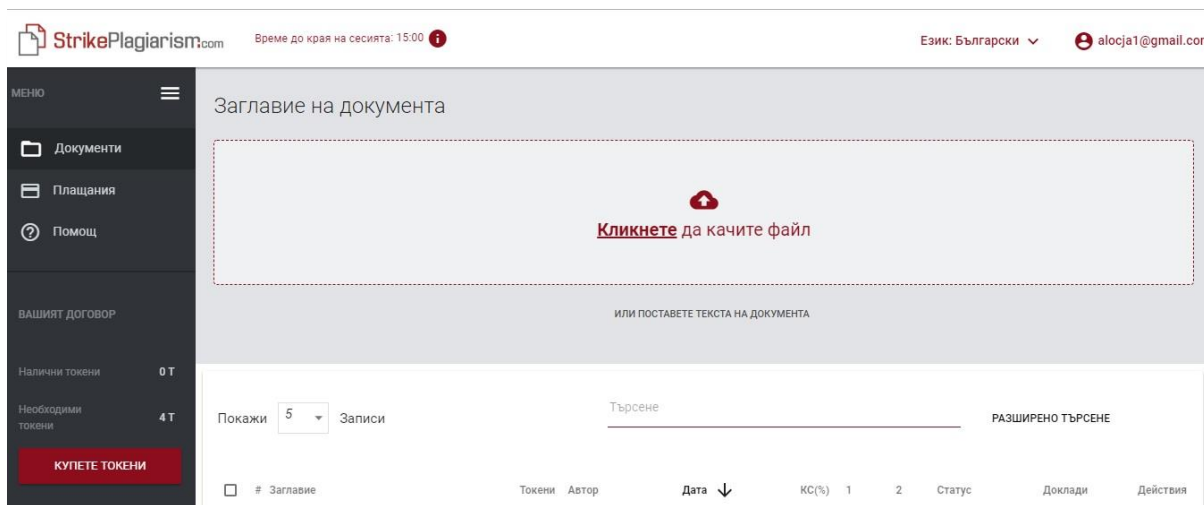 StrikePlagiarism.com
Време до края на сесията: 15:00 i
Език: Български
alocja1@gmail.com
МЕНЮ
Документи
Плащания
? Помощ
ВАШИЯТ ДОГОВОР
Налични токени 0 T
Необходими токени 4 T
КУПЕТЕ ТОКЕНИ
Заглавие на документа
Кликнете да качите файл
ИЛИ ПОСТАВЕТЕ ТЕКСТА НА ДОКУМЕНТА
Покажи 5 Записи
Търсене
РАЗШИРЕНО ТЪРСЕНЕ
# Заглавие Токени Автор Дата КС(%) 1 2 Статус Доклади Действия